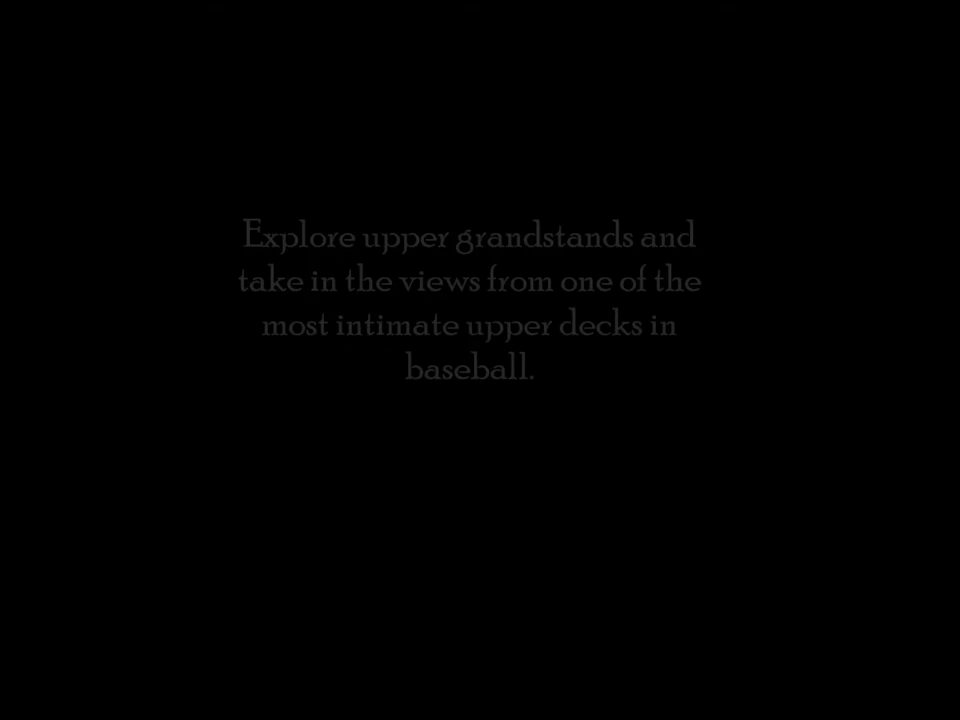 Explore upper grandstands and
take in the views from one of the
most intimate upper decks in
baseball.